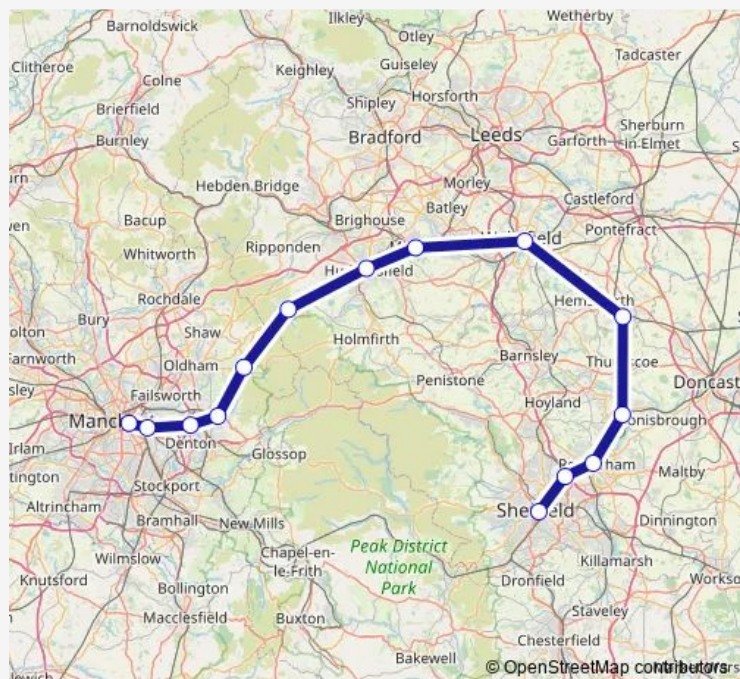 Barnoldswick
Ilkley
Wetherby
Otley
Guiseley
Tadcaster
Clitheroe
Colne
Keighley
Horsforth
Shipley
Brierfield
Bradford
Leeds
Sherburn
in Elmet
Burnley
Garforth
Hebden Bridge
Morley
Castleford
Batley
Bacup
Brighouse
Pontefract
Whitworth
Ripponden
Rochdale
Bury
Shaw
Holmfirth
Farnworth
Oldham
Barnsley
Penistone
Doncast
Failsworth
Hoyland
Denton
Irlam
Glossop
Maltby
Stockport
Altrincham
Bramhall
New Mills
Dinnington
Wilmslow
Chapel-en-
le-Frith
Peak District
National
Park
Killamarsh
Knutsford
Dronfield
Bollington
Staveley
Macclesfield
Buxton
Chesterfield
Bakewell
© OpenStreetMap contributors